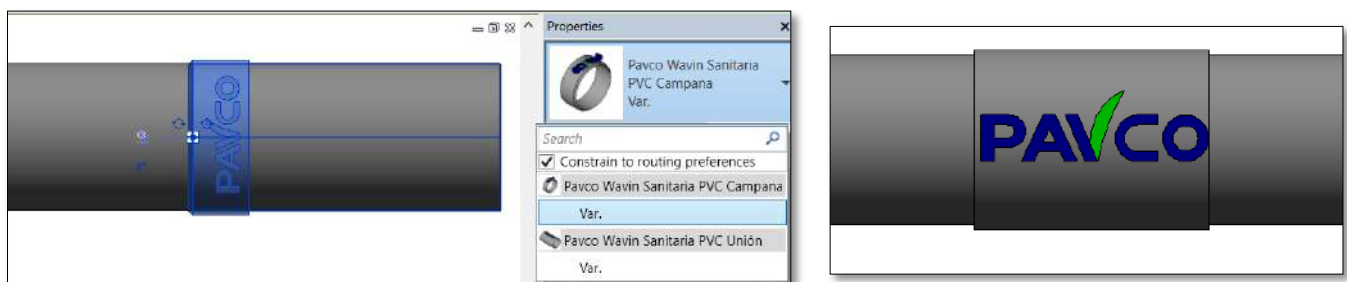 Properties
Pavco Wavin Sanitaria
PVC Campana
Var.
Search
Constrain to routing preferences
Pavco Wavin Sanitaria PVC Campana
Var.
Pavco Wavin Sanitaria PVC Unión
Var.
PAVCO
PAVCO